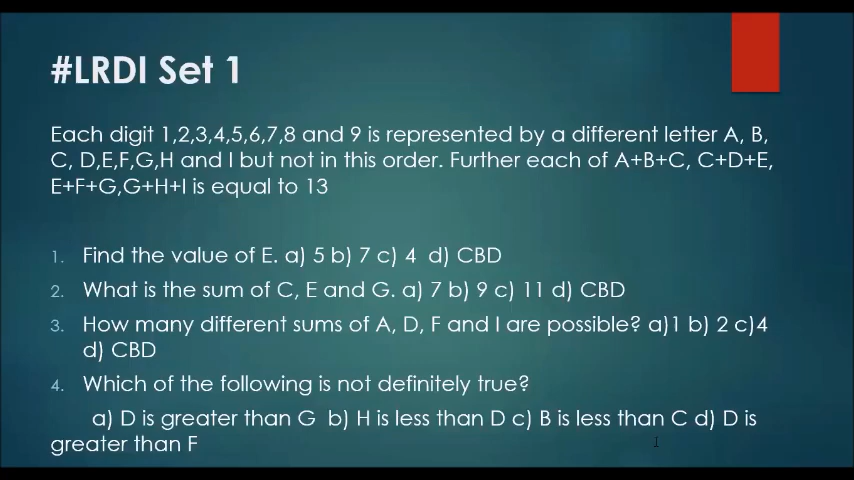 #LRDI Set 1
Each digit 1,2,3,4,5,6,7,8 and 9 is represented by a different letter A, B,
C, D,E,F,G,H and I but not in this order. Further each of A+B+C, C+D+E,
E+F+G,G+H+I is equal to 13
1. Find the value of E. a) 5 b) 7 c) 4  d) CBD
2. What is the sum of C, E and G. a) 7 b) 9 c) 11 d) CBD
3. How many different sums of A, D, F and I are possible? a)1 b) 2 c)4
d) CBD
4. Which of the following is not definitely true?
a) D is greater than G  b) H is less than D c) B is less than C d) D is
greater than F